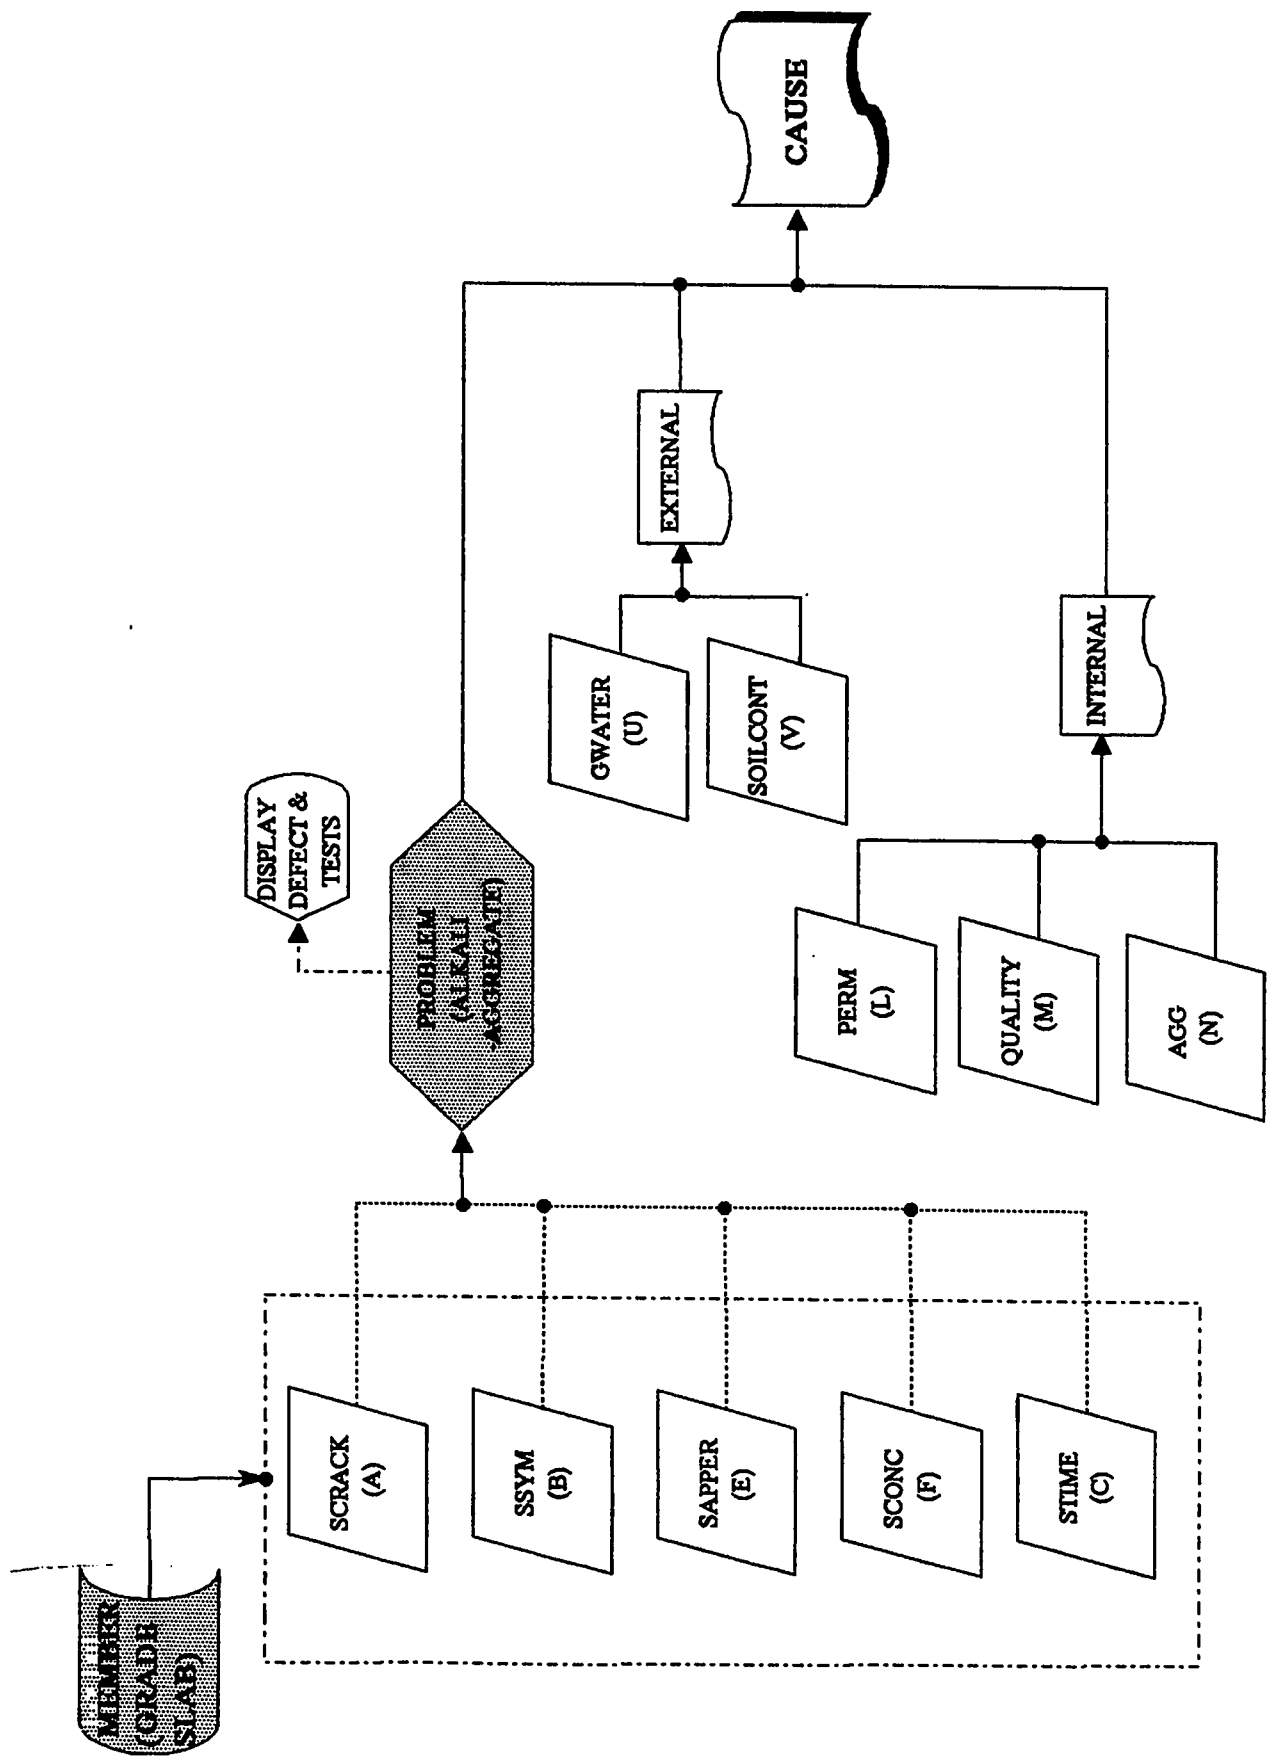 MEMBER
(GRADE
SLAB)
SCRACK
(A)
SSYM
(B)
SAPPER
(E)
SCONC
(F)
STIME
(C)
PROBLEM
(ALKALI
-AGGREGATE)
DISPLAY
DEFECT &
TESTS
GWATER
(U)
SOILCONT
(V)
EXTERNAL
PERM
(L)
QUALITY
(M)
AGG
(N)
INTERNAL
CAUSE